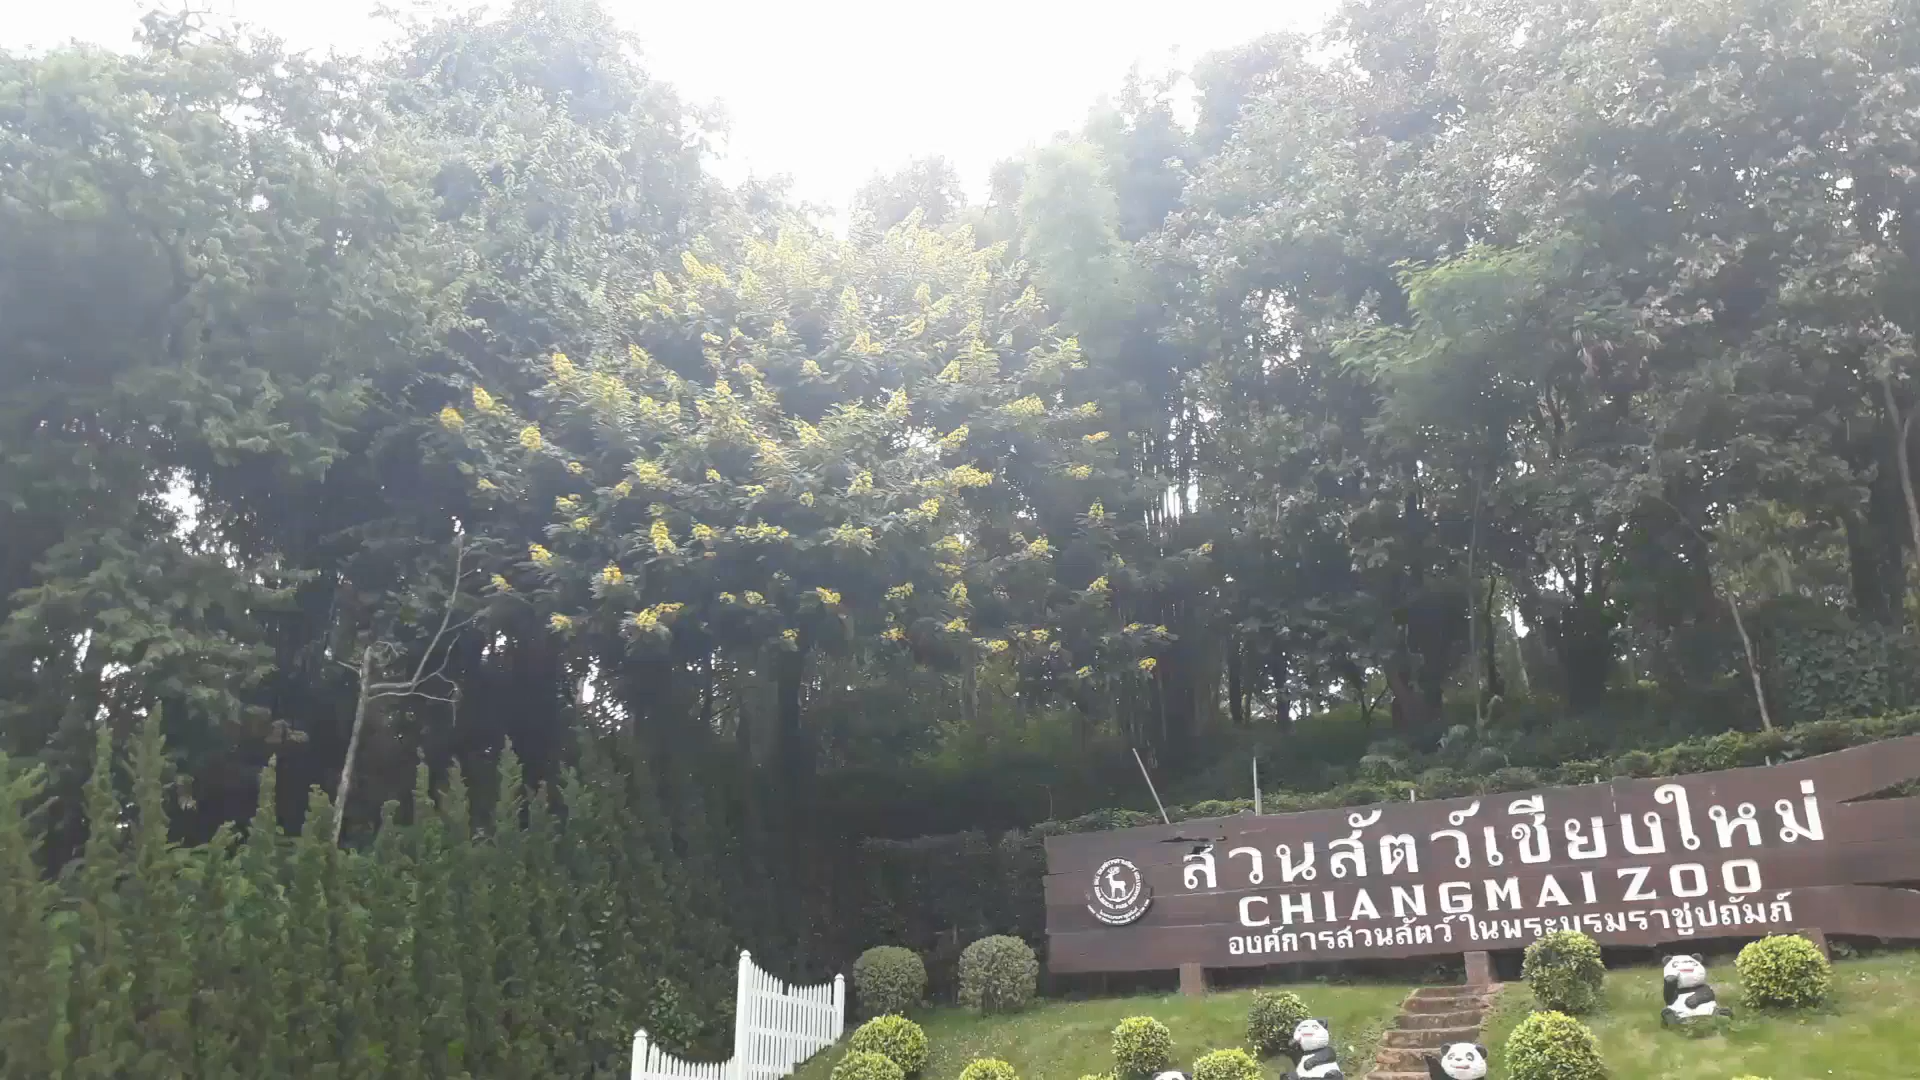 สวนสัตว์เชียงใหม่
CHIANGMAI ZOO
องค์การสวนสัตว์ ในพระบรมราชูปถัมภ์